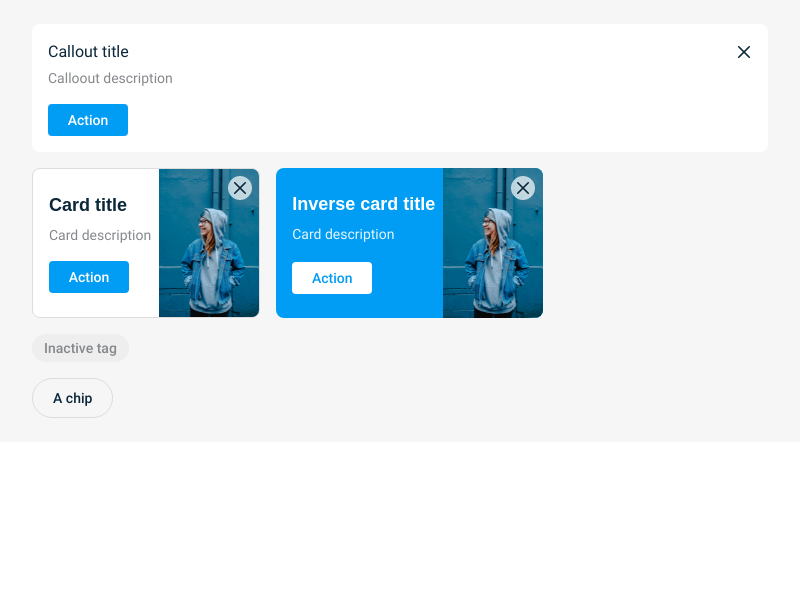 Callout title
Calloout description
Action
Card title
Card description
Action
Inverse card title
Card description
Action
Inactive tag
A chip